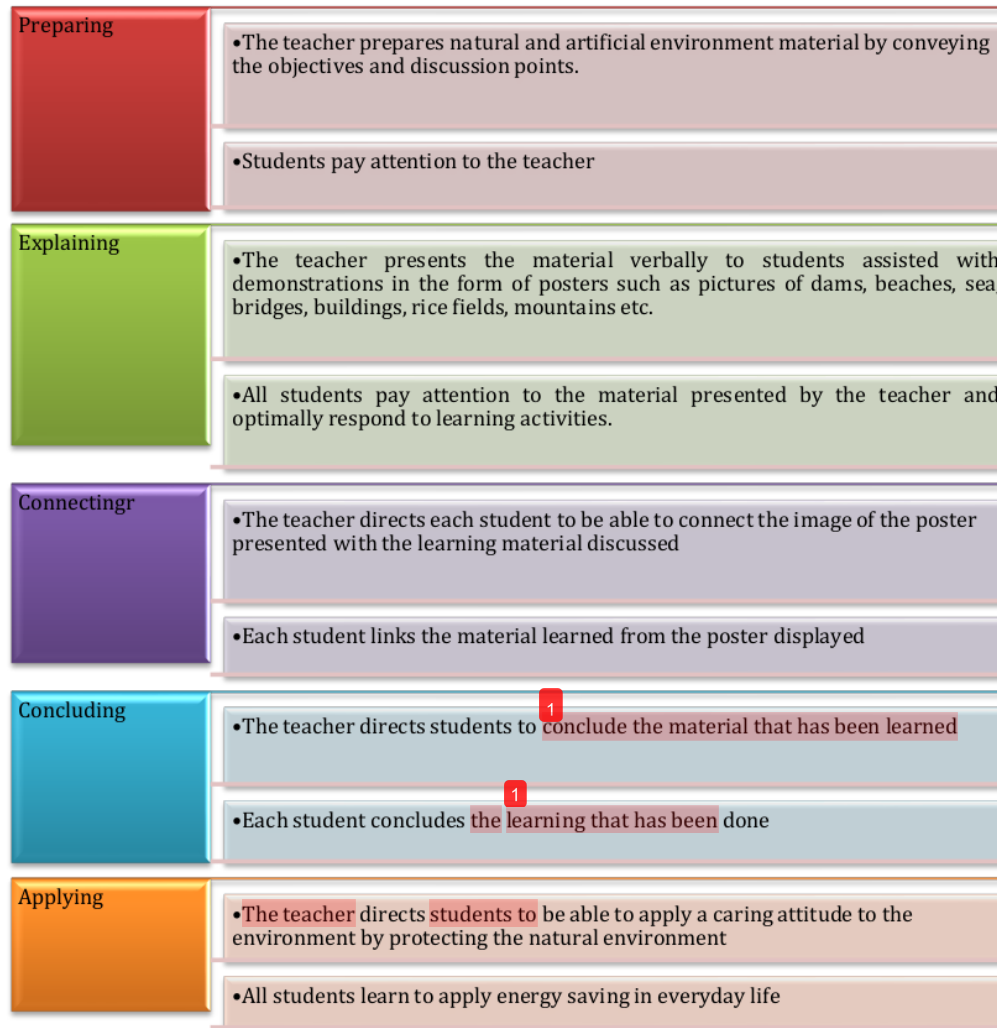 Preparing
•The teacher prepares natural and artificial environment material by conveying
the objectives and discussion points.
•Students pay attention to the teacher
Explaining
•The teacher presents the material verbally to students assisted with
demonstrations in the form of posters such as pictures of dams, beaches, sea,
bridges, buildings, rice fields, mountains etc.
•All students pay attention to the material presented by the teacher and
optimally respond to learning activities.
Connectingr
•The teacher directs each student to be able to connect the image of the poster
presented with the learning material discussed
•Each student links the material learned from the poster displayed
Concluding
1
•The teacher directs students to conclude the material that has been learned
1
•Each student concludes the learning that has been done
Applying
•The teacher directs students to be able to apply a caring attitude to the
environment by protecting the natural environment
•All students learn to apply energy saving in everyday life